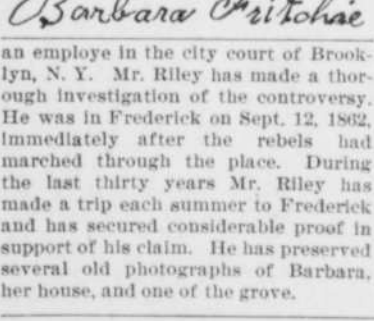 Barbara Fritchie
an employe in the city court of Brook-
lyn, N. Y. Mr. Riley has made a thor-
ough investigation of the controversy.
He was in Frederick on Sept. 12, 1862,
immediately after the rebels had
marched through the place. During
the last thirty years Mr. Riley has
made a trip each summer to Frederick
and has secured considerable proof in
support of his claim. He has preserved
several old photographs of Barbara,
her house, and one of the grove.